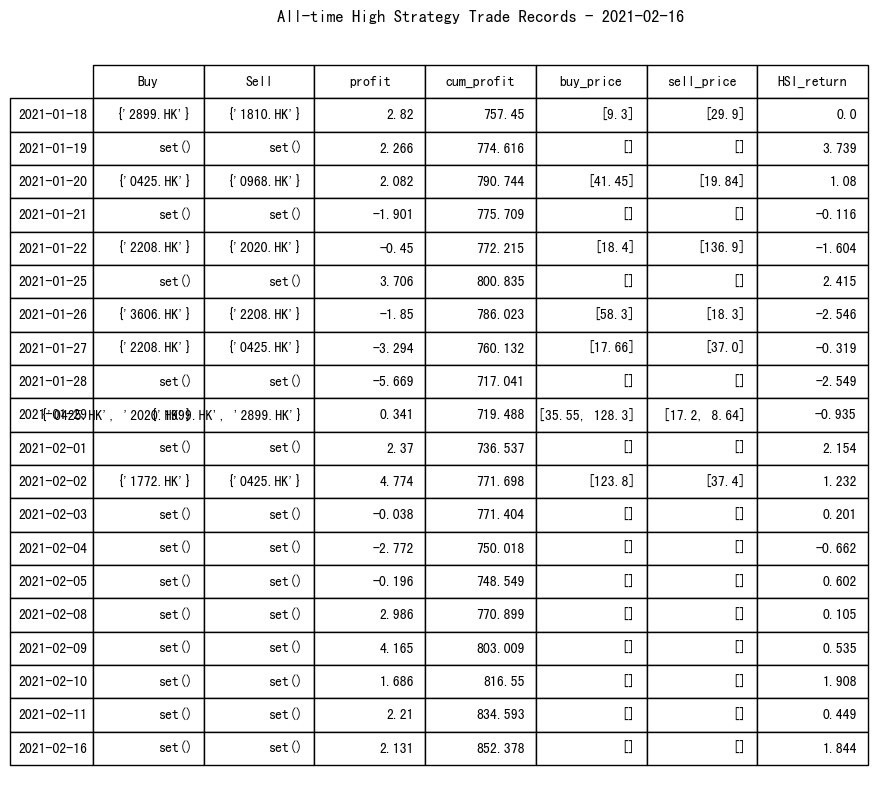 All-time High Strategy Trade Records - 2021-02-16
Buy Sell profit cum_profit buy_price sell_price HSI_return
2021-01-18 {'2899.HK'} {'1810.HK'} 2.82 757.45 [9.3] [29.9] 0.0
2021-01-19 set() set() 2.266 774.616 [] [] 3.739
2021-01-20 {'0425.HK'} {'0968.HK'} 2.082 790.744 [41.45] [19.84] 1.08
2021-01-21 set() set() -1.901 775.709 [] [] -0.116
2021-01-22 {'2208.HK'} {'2020.HK'} -0.45 772.215 [18.4] [136.9] -1.604
2021-01-25 set() set() 3.706 800.835 [] [] 2.415
2021-01-26 {'3606.HK'} {'2208.HK'} -1.85 786.023 [58.3] [18.3] -2.546
2021-01-27 {'2208.HK'} {'0425.HK'} -3.294 760.132 [17.66] [37.0] -0.319
2021-01-28 set() set() -5.669 717.041 [] [] -2.549
2021-01-29 '2899.HK'} 0.341 719.488 [35.55, 128.3] [17.2, 8.64] -0.935
2021-02-01 set() set() 2.37 736.537 [] [] 2.154
2021-02-02 {'1772.HK'} {'0425.HK'} 4.774 771.698 [123.8] [37.4] 1.232
2021-02-03 set() set() -0.038 771.404 [] [] 0.201
2021-02-04 set() set() -2.772 750.018 [] [] -0.662
2021-02-05 set() set() -0.196 748.549 [] [] 0.602
2021-02-08 set() set() 2.986 770.899 [] [] 0.105
2021-02-09 set() set() 4.165 803.009 [] [] 0.535
2021-02-10 set() set() 1.686 816.55 [] [] 1.908
2021-02-11 set() set() 2.21 834.593 [] [] 0.449
2021-02-16 set() set() 2.131 852.378 [] [] 1.844